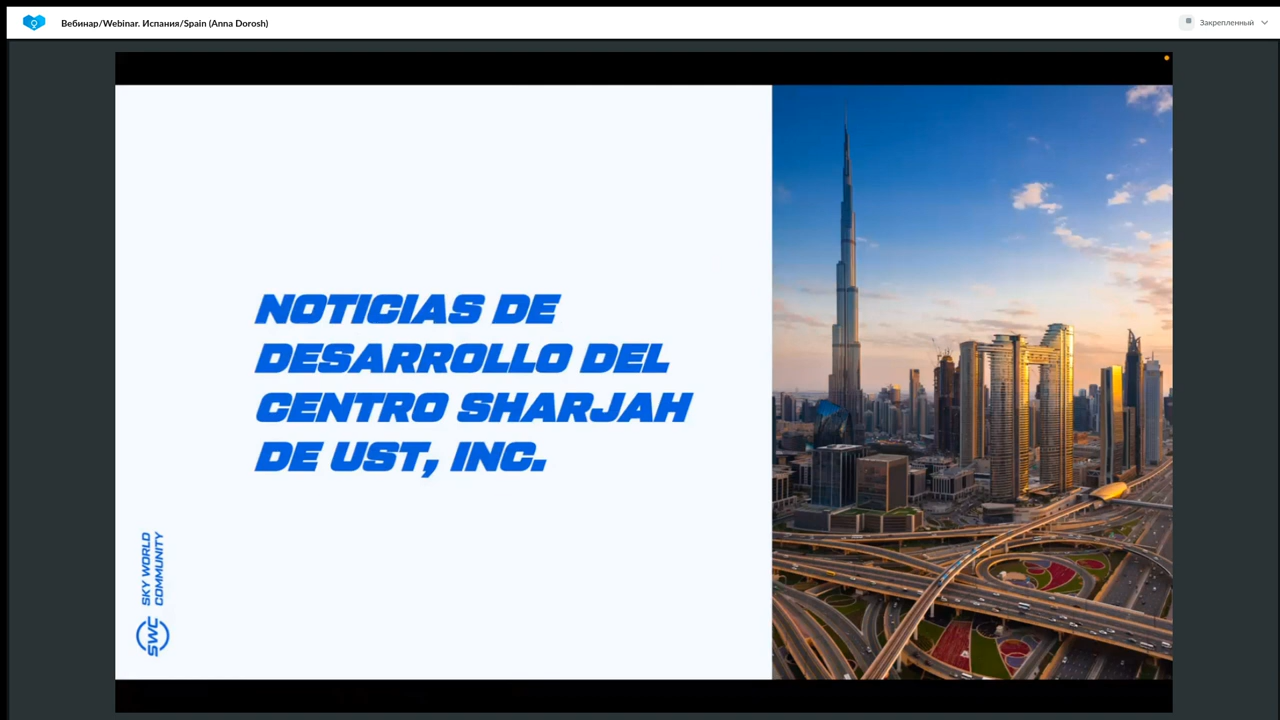 Вебинар/Webinar. Испания/Spain (Anna Dorosh)
Закрепленный
NOTICIAS DE
DESARROLLO DEL
CENTRO SHARJAH
DE UST, INC.
SKY WORLD
COMMUNITY
SWC